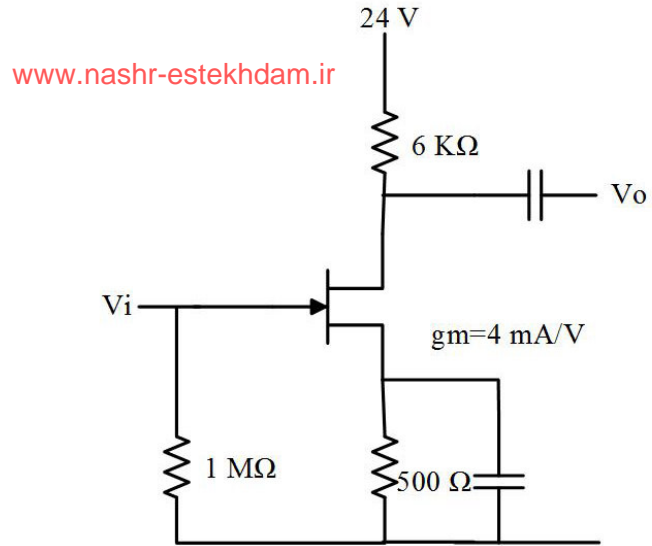 24 V
www.nashr-estekhdam.ir
6 KΩ
Vo
Vi
gm=4 mA/V
1 MΩ
500 Ω